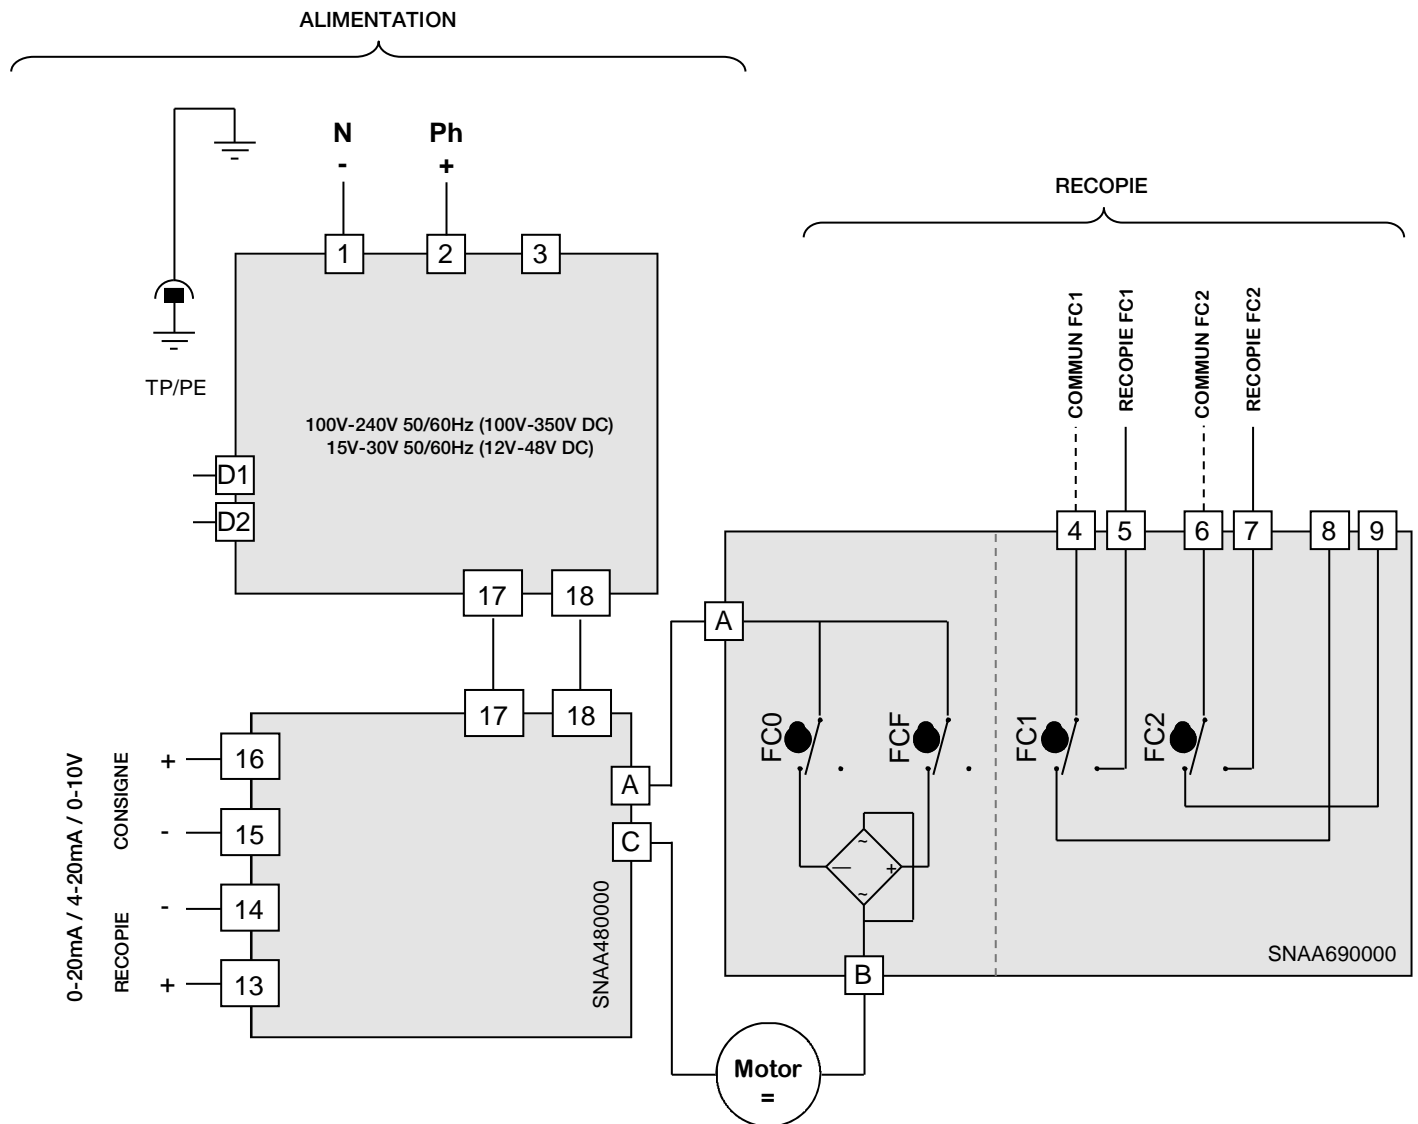 ALIMENTATION
N
-
Ph
+
RECOPIE
1
2
3
COMMUN FC1
RECOPIE FC1
COMMUN FC2
RECOPIE FC2
TP/PE
100V-240V 50/60Hz (100V-350V DC)
15V-30V 50/60Hz (12V-48V DC)
D1
D2
4
5
6
7
8
9
17
18
A
17
18
FC0
FCF
FC1
FC2
0-20mA / 4-20mA / 0-10V
CONSIGNE
RECOPIE
+
16
-
15
-
14
+
13
A
C
SNAA480000
~
—
+
~
SNAA690000
B
Motor
=